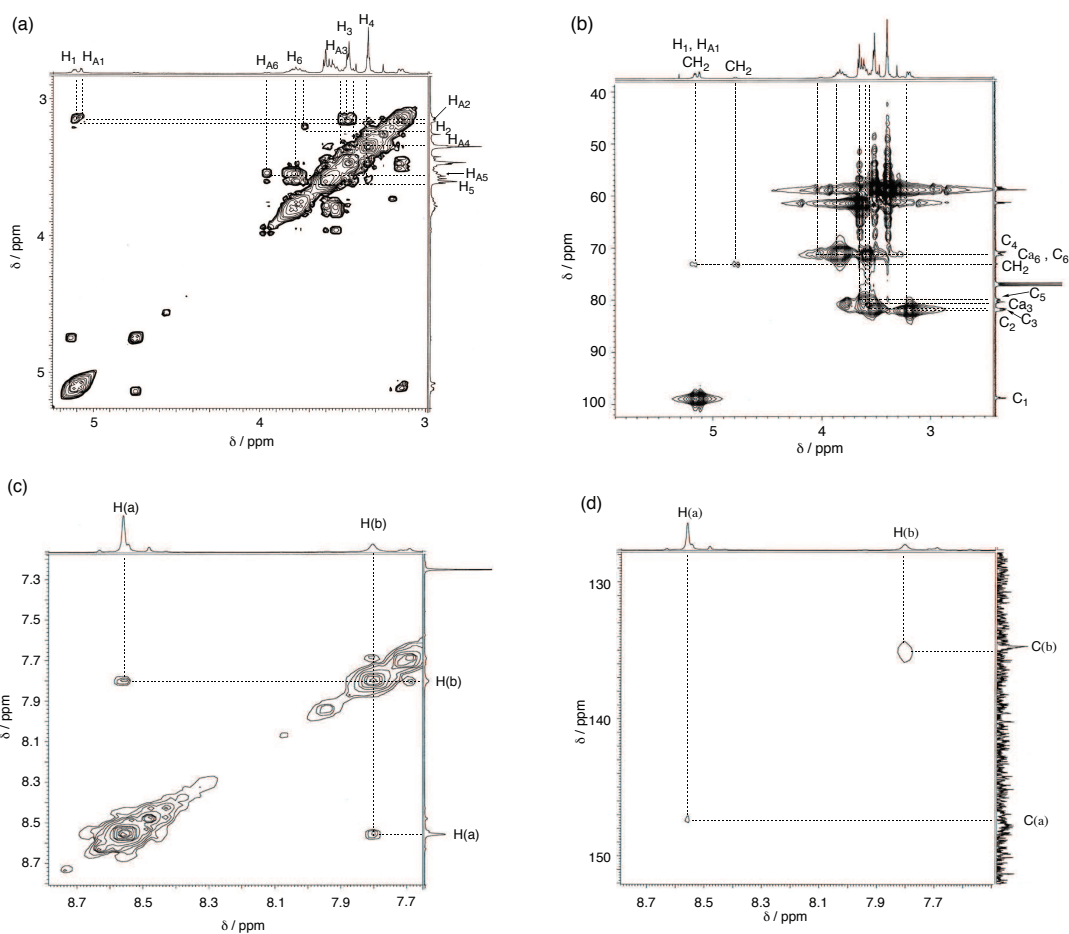 (a)
H1 HA1 HA6 H6 HA3 H3 H4
3
4
5
δ / ppm
HA2
H2
HA4
HA5
H5
5 4 3
δ / ppm
(b)
H1, HA1
CH2 CH2
40
50
60
70
80
90
100
δ / ppm
C4
Ca6 , C6
CH2
C5
Ca3
C3
C2
C1
5 4 3
δ / ppm
(c)
H(a) H(b)
7.3
7.5
7.7
7.9
8.1
8.3
8.5
8.7
δ / ppm
H(b)
H(a)
8.7 8.5 8.3 8.1 7.9 7.7
δ / ppm
(d)
H(a) H(b)
130
140
150
δ / ppm
C(b)
C(a)
8.7 8.5 8.3 8.1 7.9 7.7
δ / ppm